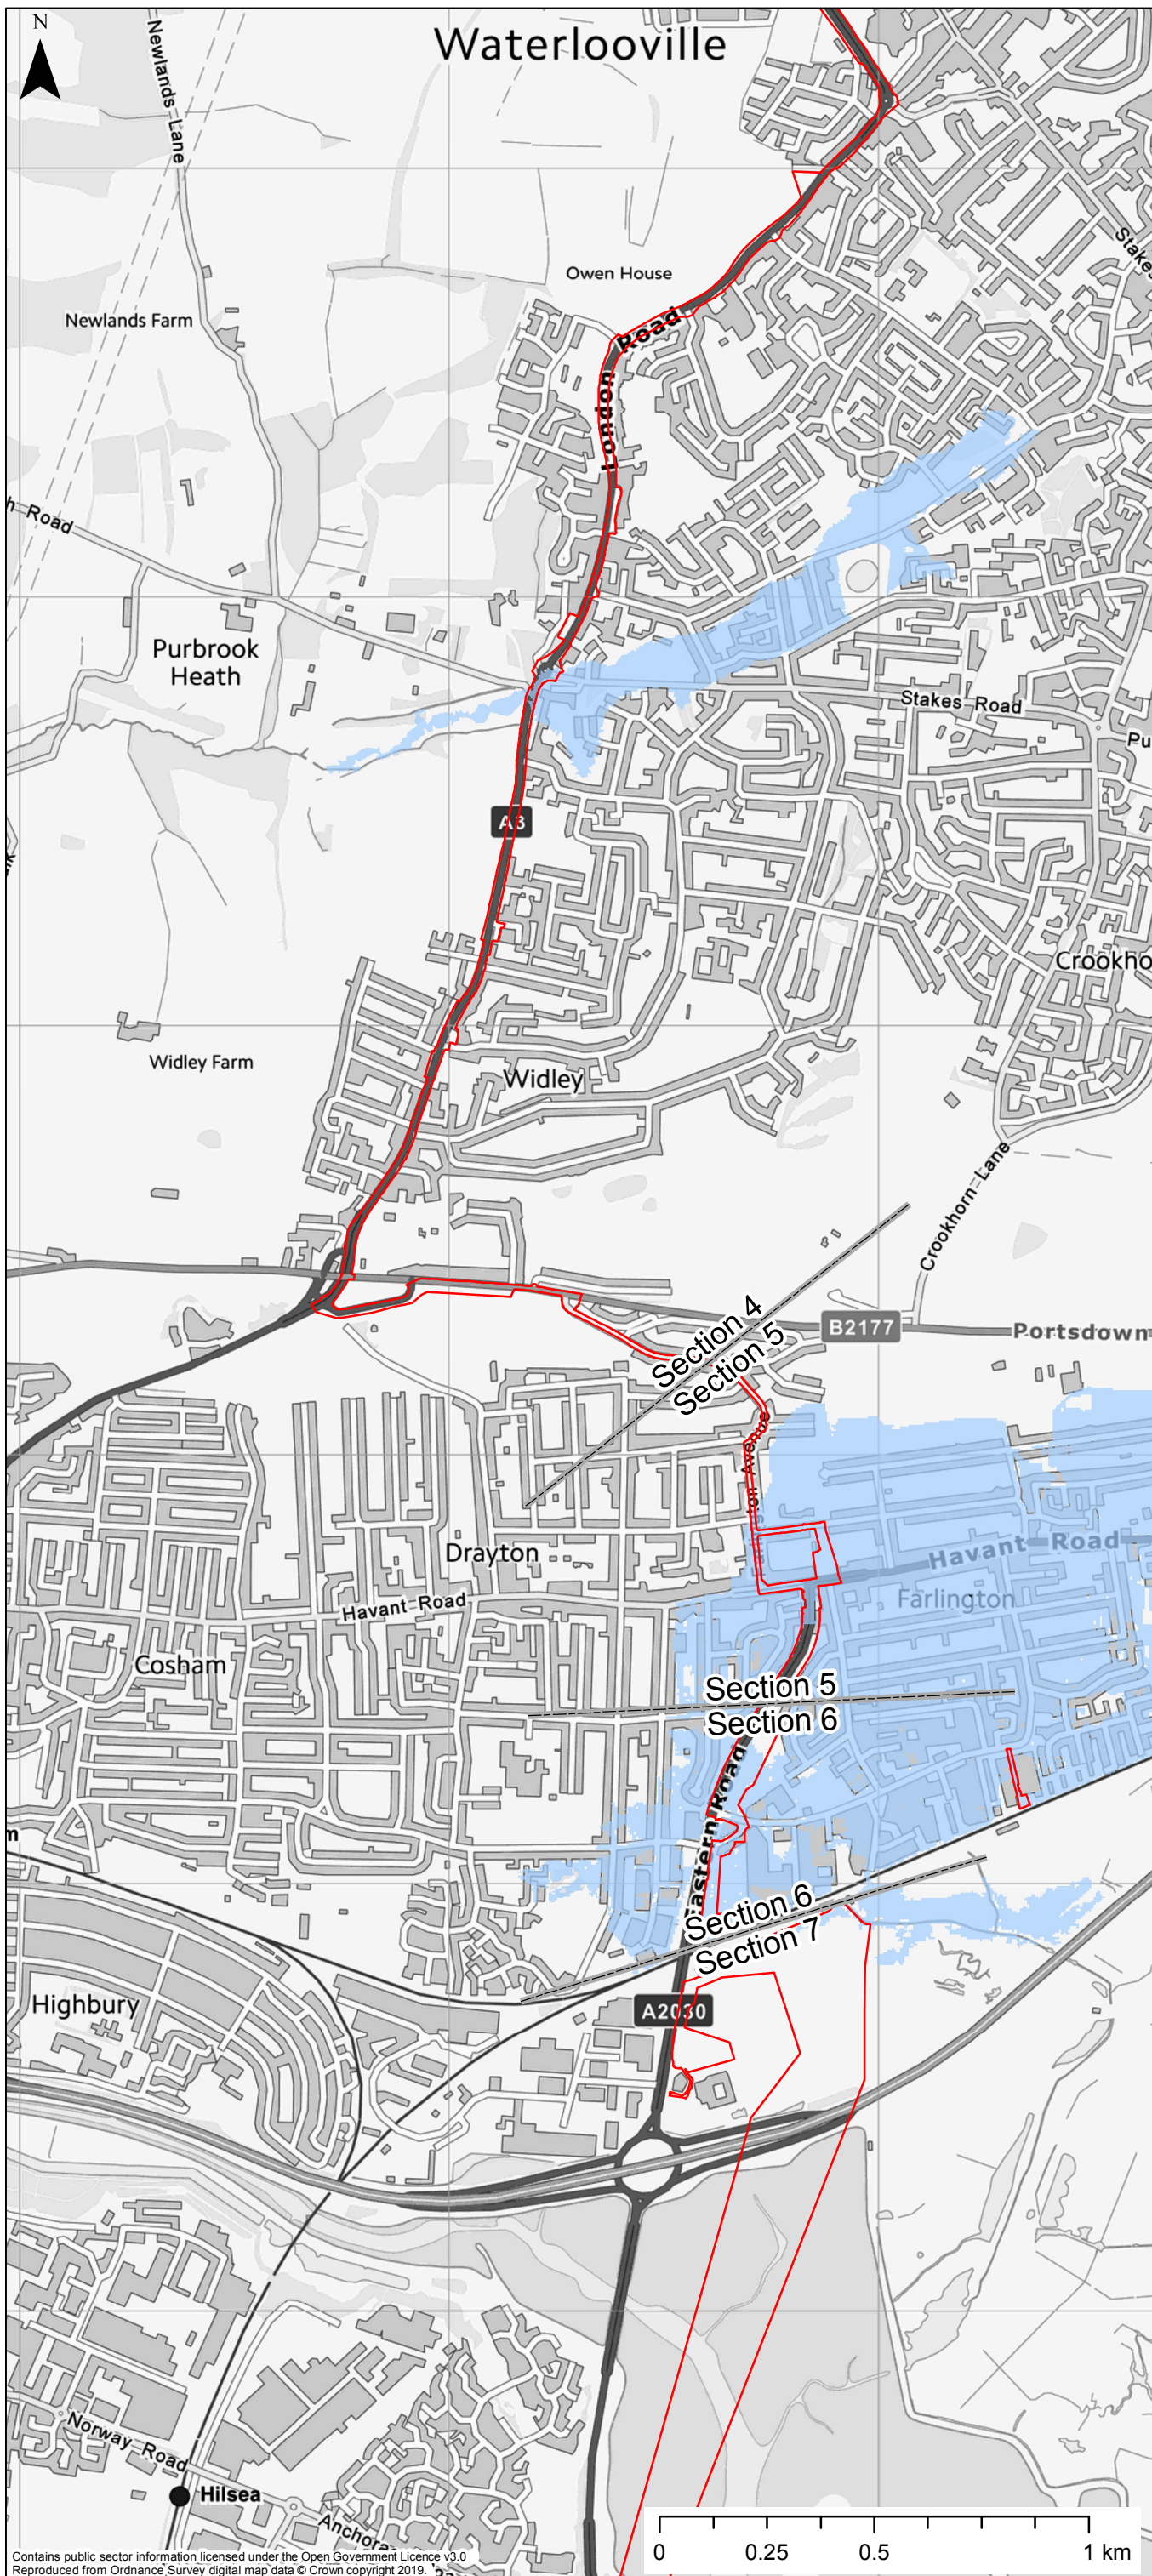 N
Waterlooville
Newlands Lane
Stakes
Owen House
Newlands Farm
London Road
h Road
Purbrook
Heath
Stakes Road
Pu
A3
Crookho
Widley Farm
Widley
Crookhorn Lane
Section 4
Section 5
B2177
Portsdown
Avenue
Drayton
Havant Road
Farlington
Havant Road
Cosham
Section 5
Section 6
Eastern Road
m
Section 6
Section 7
Highbury
A2030
Norway Road
Hilsea
Anchora
0 0.25 0.5 1 km
Contains public sector information licensed under the Open Government Licence v3.0
Reproduced from Ordnance Survey digital map data © Crown copyright 2019.